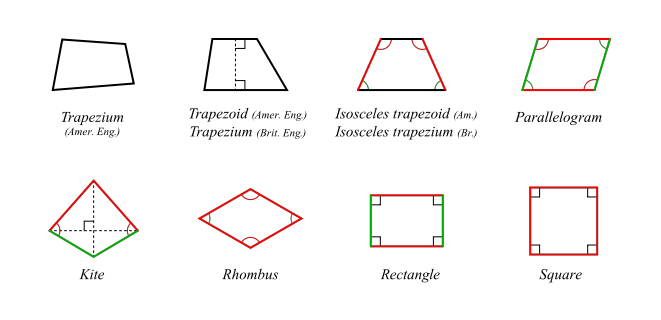 Trapezium
(Amer. Eng.)
Trapezoid (Amer. Eng.)
Trapezium (Brit. Eng.)
Isosceles trapezoid (Am.)
Isosceles trapezium (Br.)
Parallelogram
Kite
Rhombus
Rectangle
Square